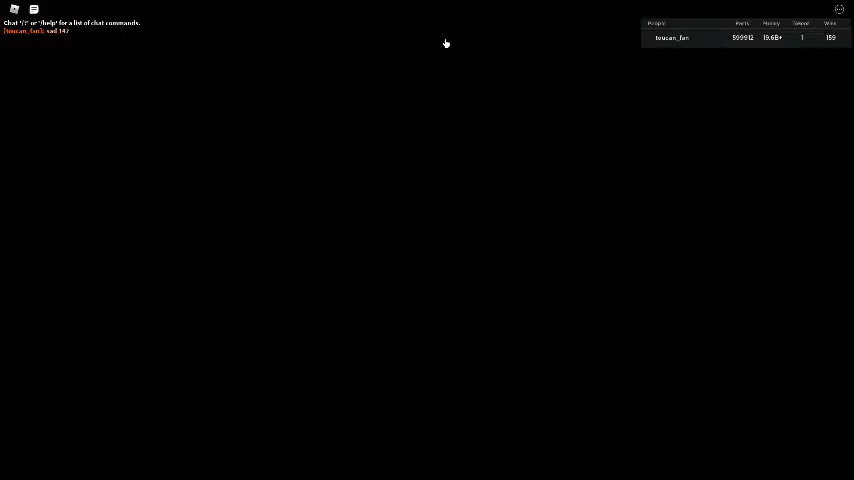 Chat '/?' or '/help' for a list of chat commands.
[toucan_fan]: sad 147
People Parts Money Tokens Wins
toucan_fan 599912 19.6B+ 1 159